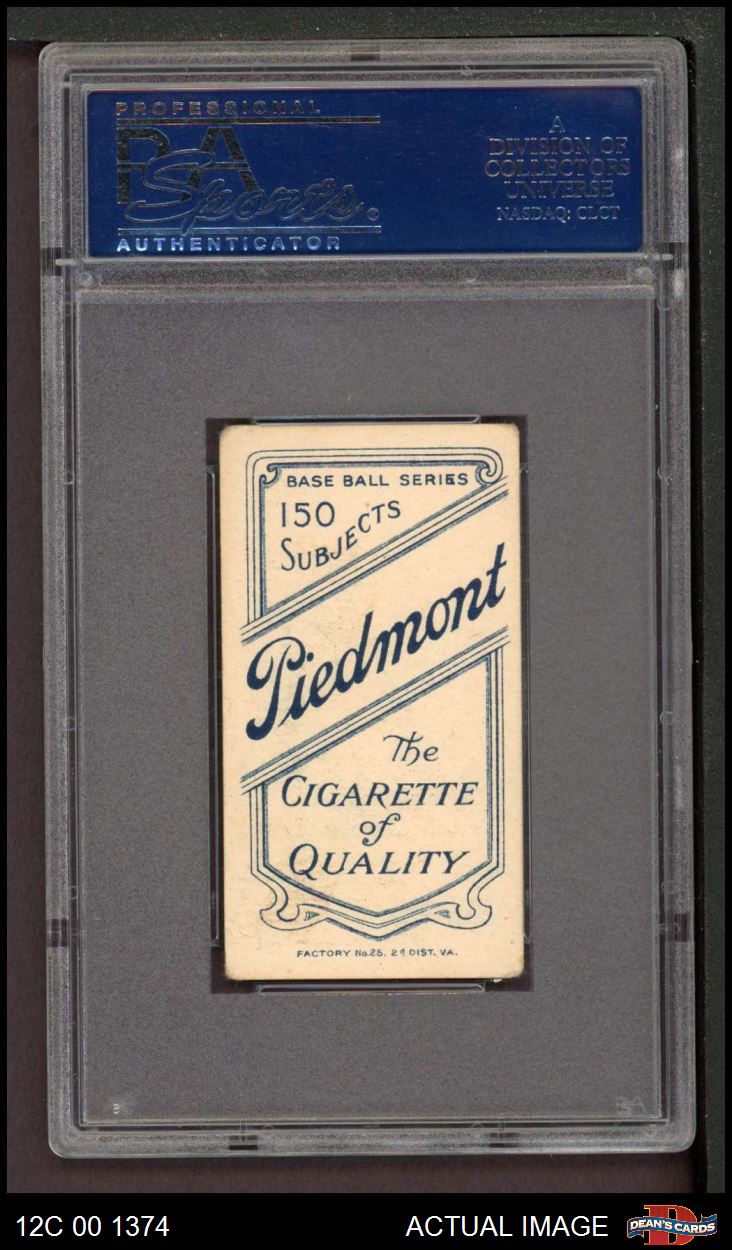 PROFESSIONAL
PSA
Sports®
AUTHENTICATOR
A
DIVISION OF
COLLECTORS
UNIVERSE
NASDAQ: CLCT
BASE BALL SERIES
150
SUBJECTS
Piedmont
The
CIGARETTE
of
QUALITY
FACTORY No.25. 2d DIST. VA.
12C 00 1374
ACTUAL IMAGE
D
DEAN'S CARDS